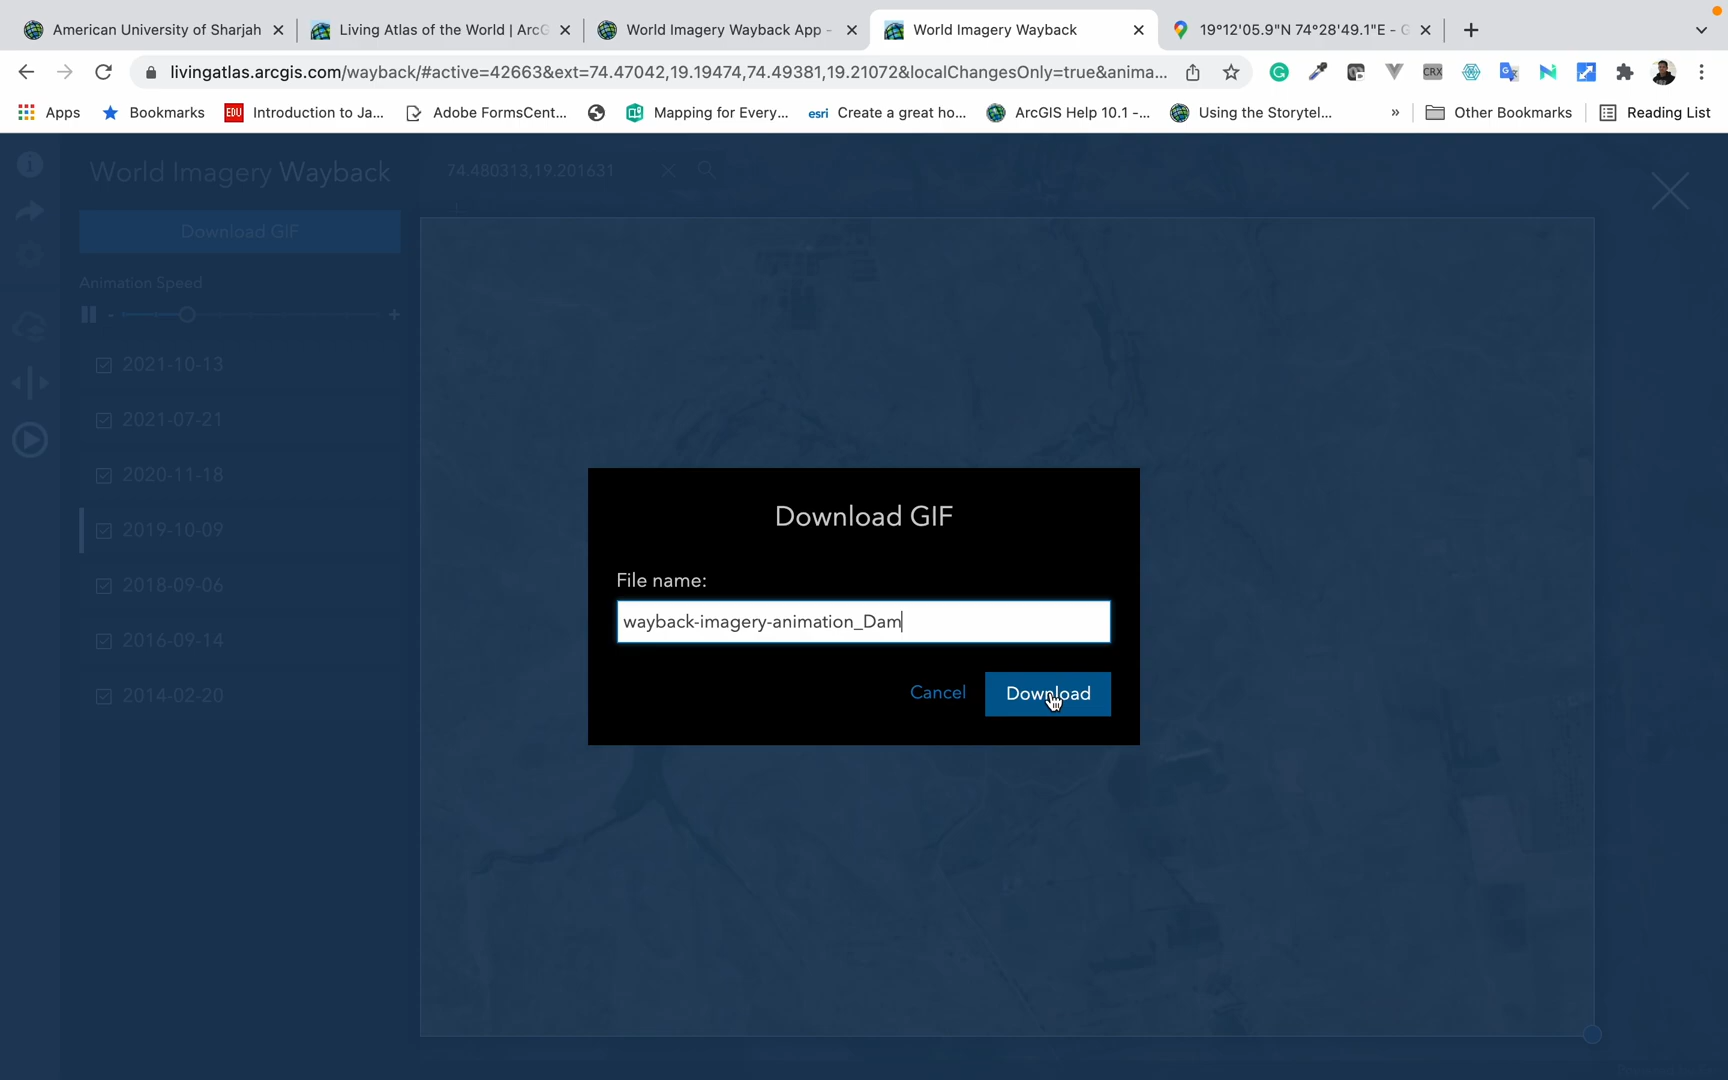 American University of Sharjah
Living Atlas of the World | ArcG
World Imagery Wayback App -
World Imagery Wayback
19°12'05.9"N 74°28'49.1"E - G
livingatlas.arcgis.com/wayback/#active=42663&ext=74.47042,19.19474,74.49381,19.21072&localChangesOnly=true&anima...
CRX
Apps
Bookmarks
EDU Introduction to Ja...
Adobe FormsCent...
Mapping for Every...
esri Create a great ho...
ArcGIS Help 10.1 -...
Using the Storytel...
»
Other Bookmarks
Reading List
World Imagery Wayback
74.480313,19.201631
Download GIF
Animation Speed
- +
2021-10-13
2021-07-21
2020-11-18
2019-10-09
2018-09-06
2016-09-14
2014-02-20
Download GIF
File name:
wayback-imagery-animation_Dam
Cancel
Download